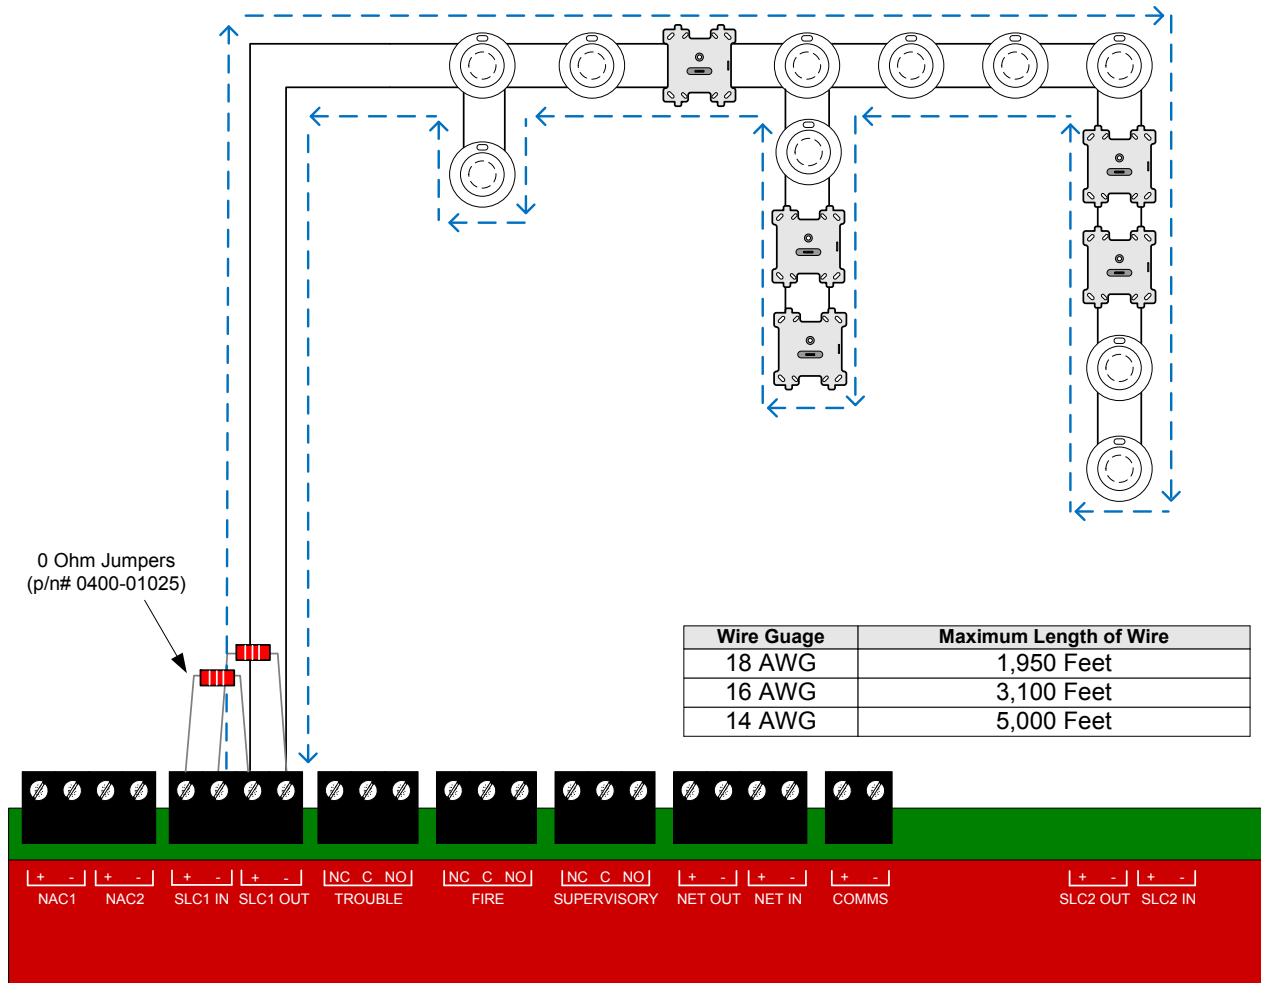 0 Ohm Jumpers
(p/n# 0400-01025)
Wire Guage Maximum Length of Wire
18 AWG 1,950 Feet
16 AWG 3,100 Feet
14 AWG 5,000 Feet
+ - + - + - + - NC C NO NC C NO NC C NO + - + - + - + - + -
NAC1 NAC2 SLC1 IN SLC1 OUT TROUBLE FIRE SUPERVISORY NET OUT NET IN COMMS SLC2 OUT SLC2 IN